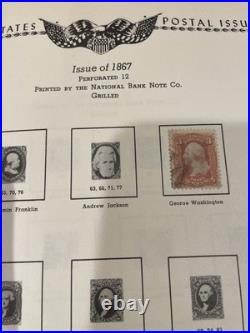 STATES POSTAL ISSU
Issue of 1867
PERFORATED 12
PRINTED BY THE NATIONAL BANK NOTE CO.
GRILLED
63, 66, 71, 77
min Franklin
Andrew Jackson
George Washington